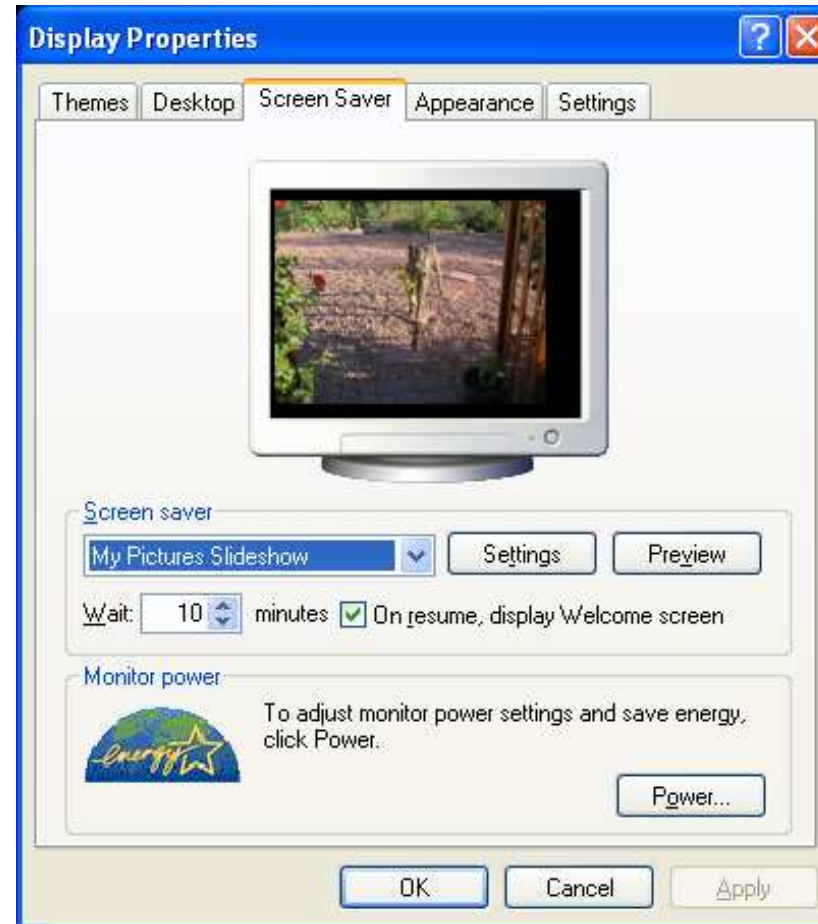 Display Properties
Themes Desktop Screen Saver Appearance Settings
Screen saver
My Pictures Slideshow Settings Preview
Wait: 10 minutes On resume, display Welcome screen
Monitor power
energy
To adjust monitor power settings and save energy,
click Power.
Power...
OK Cancel Apply